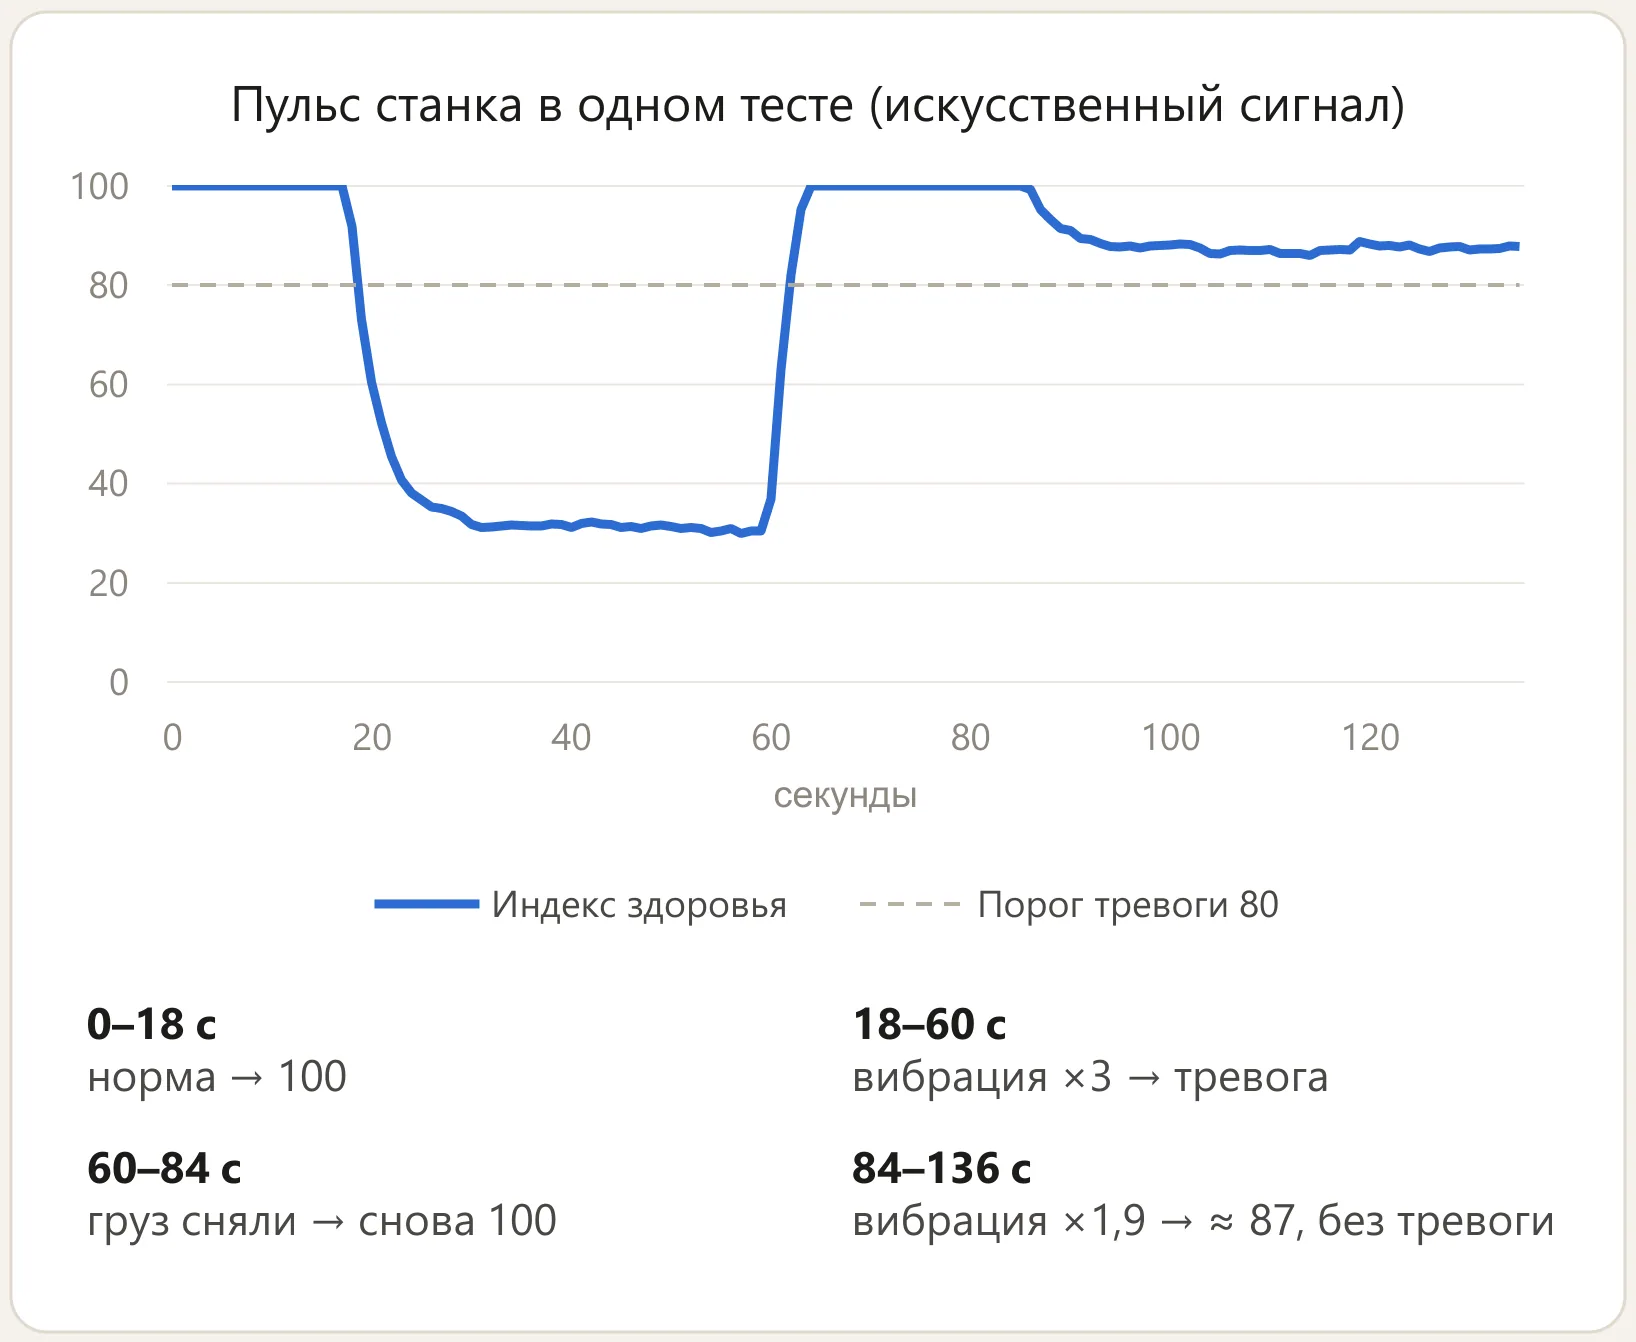 Пульс станка в одном тесте (искусственный сигнал)
100
80
60
40
20
0
0 20 40 60 80 100 120
секунды
Индекс здоровья Порог тревоги 80
0–18 с
норма → 100
18–60 с
вибрация ×3 → тревога
60–84 с
груз сняли → снова 100
84–136 с
вибрация ×1,9 → ≈ 87, без тревоги